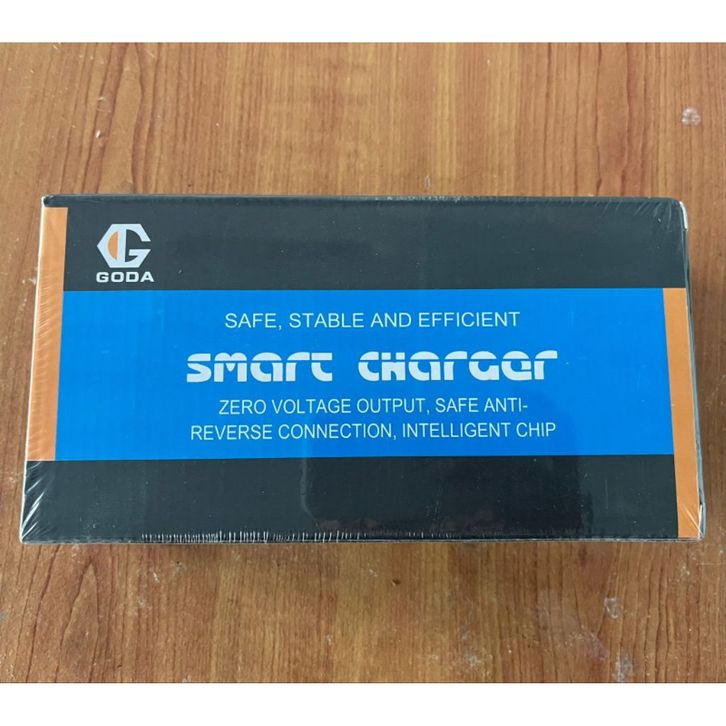 GODA
SAFE, STABLE AND EFFICIENT
SMART CHARGER
ZERO VOLTAGE OUTPUT, SAFE ANTI-
REVERSE CONNECTION, INTELLIGENT CHIP